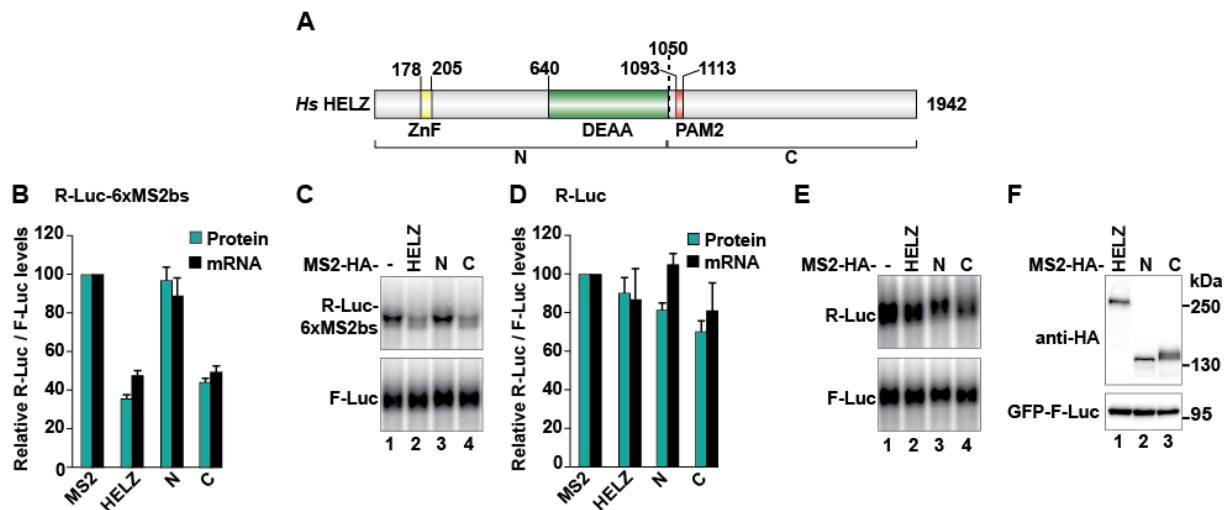 A
1050
178 205 640 1093 1113
Hs HELZ 1942
ZnF DEAA PAM2
N C
B R-Luc-6xMS2bs
Relative R-Luc / F-Luc levels
120
100
80
60
40
20
0
Protein
mRNA
MS2 HELZ N C
C
MS2-HA- - HELZ N C
R-Luc-
6xMS2bs
F-Luc
1 2 3 4
D R-Luc
Relative R-Luc / F-Luc levels
120
100
80
60
40
20
0
Protein
mRNA
MS2 HELZ N C
E
MS2-HA- - HELZ N C
R-Luc
F-Luc
1 2 3 4
F
MS2-HA- HELZ N C
kDa
250
anti-HA
130
GFP-F-Luc 95
1 2 3